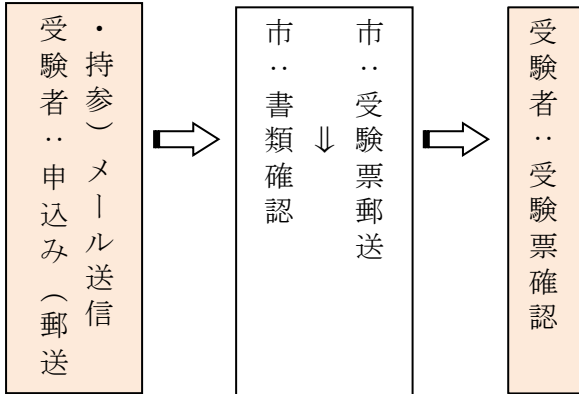 受験者：申込み（郵送
・持参）メール送信
市：書類確認
⇓
市：受験票郵送
受験者：受験票確認